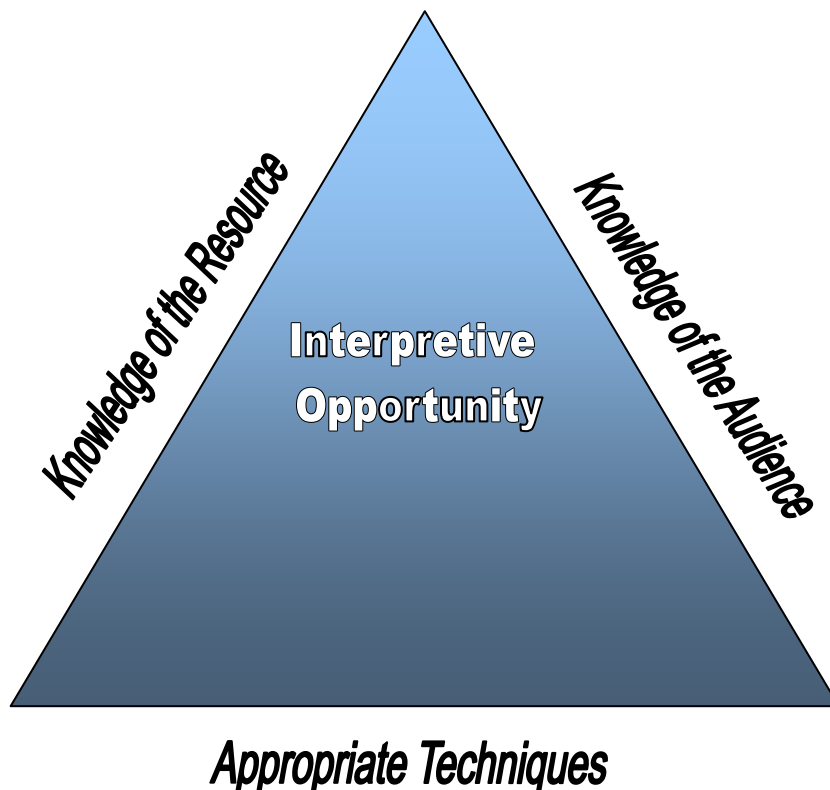 Knowledge of the Resource
Knowledge of the Audience
Interpretive
Opportunity
Appropriate Techniques